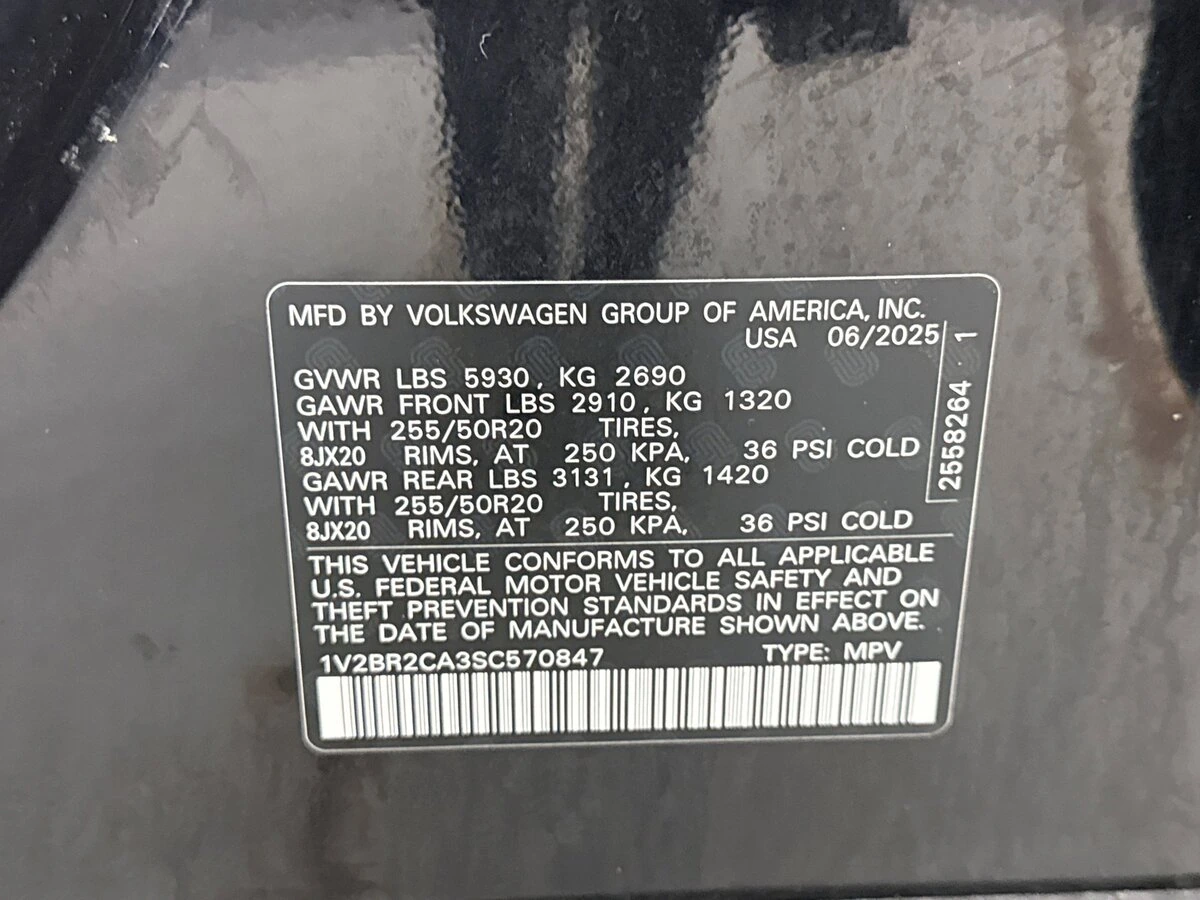 MFD BY VOLKSWAGEN GROUP OF AMERICA, INC.
USA 06/2025
GVWR LBS 5930, KG 2690
GAWR FRONT LBS 2910, KG 1320
WITH 255/50R20 TIRES,
8JX20 RIMS, AT 250 KPA, 36 PSI COLD
GAWR REAR LBS 3131, KG 1420
WITH 255/50R20 TIRES,
8JX20 RIMS, AT 250 KPA, 36 PSI COLD
THIS VEHICLE CONFORMS TO ALL APPLICABLE
U.S. FEDERAL MOTOR VEHICLE SAFETY AND
THEFT PREVENTION STANDARDS IN EFFECT ON
THE DATE OF MANUFACTURE SHOWN ABOVE.
1V2BR2CA3SC570847 TYPE: MPV
2558264 1